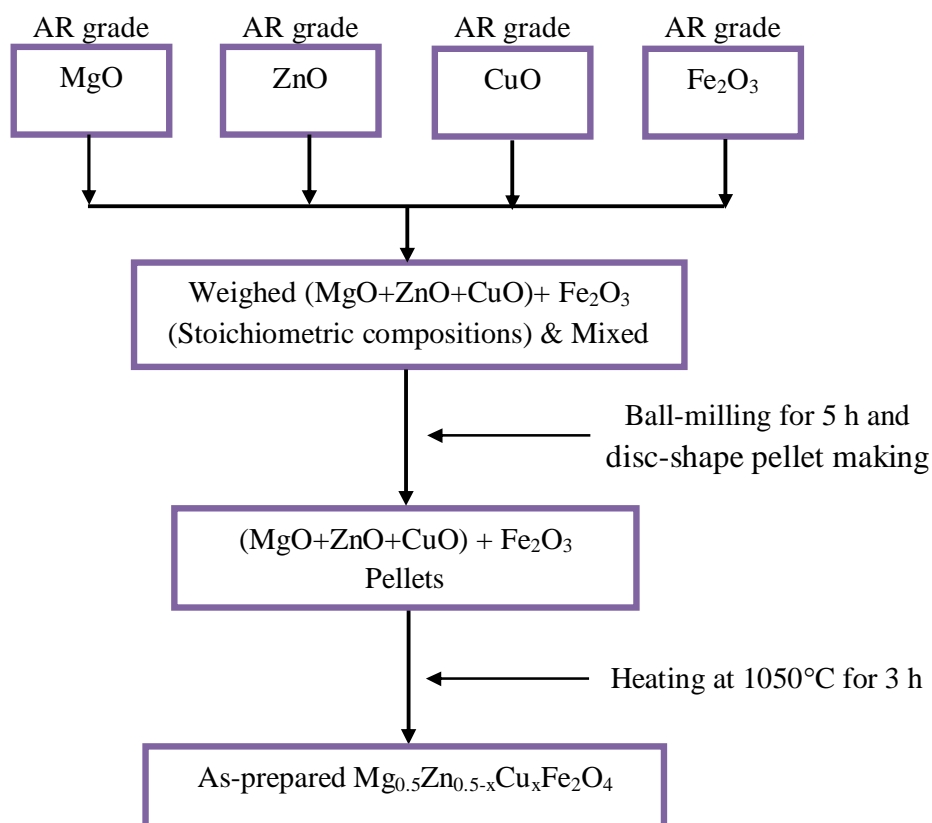 AR grade
AR grade
AR grade
AR grade
MgO
ZnO
CuO
Fe₂O₃
Weighed (MgO+ZnO+CuO)+ Fe₂O₃
(Stoichiometric compositions) & Mixed
Ball-milling for 5 h and
disc-shape pellet making
(MgO+ZnO+CuO) + Fe₂O₃
Pellets
Heating at 1050°C for 3 h
As-prepared Mg₀.₅Zn₀.₅₋ₓCuₓFe₂O₄